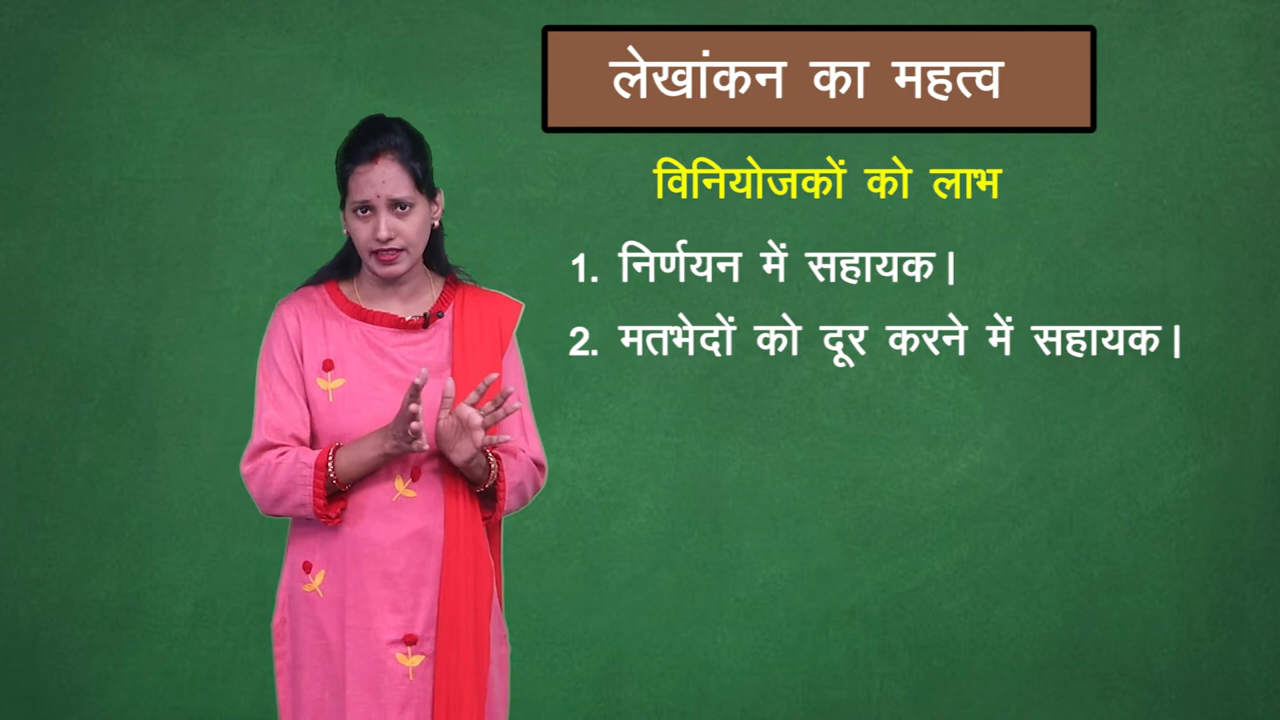 लेखांकन का महत्व
विनियोजकों को लाभ
1. निर्णयन में सहायक।
2. मतभेदों को दूर करने में सहायक।